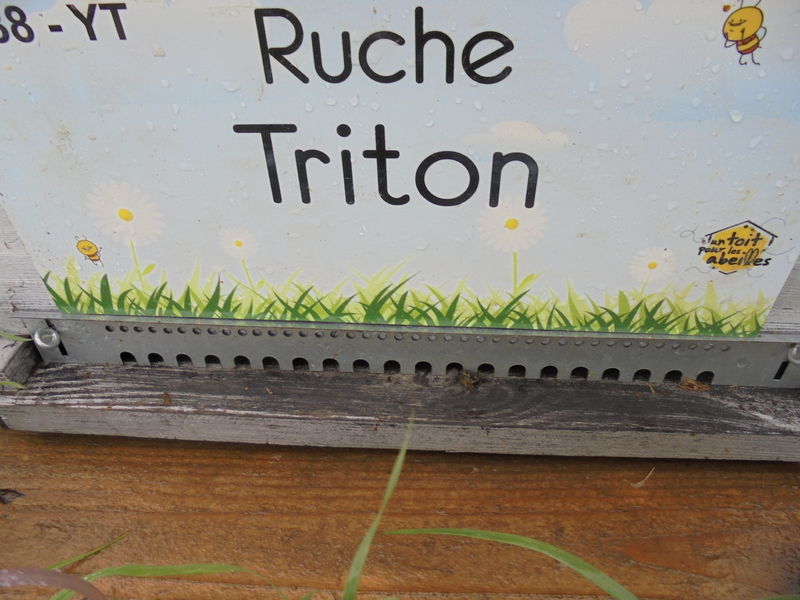 38 - YT
Ruche
Triton
un toit
pour les
abeilles